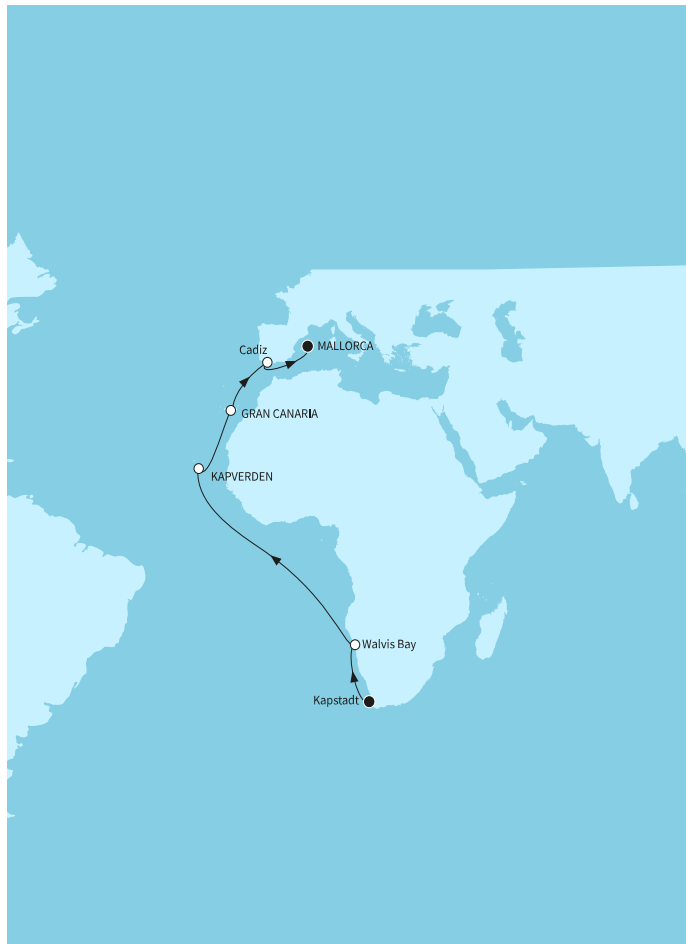 Cadiz
MALLORCA
GRAN CANARIA
KAPVERDEN
Walvis Bay
Kapstadt